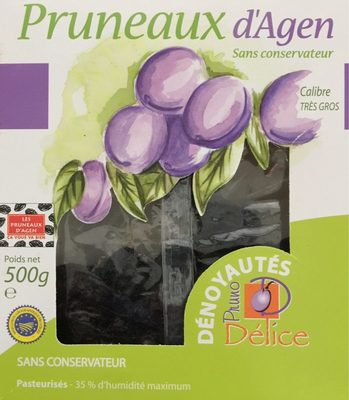 Pruneaux d'Agen
Sans conservateur
Calibre
TRÈS GROS
LES
PRUNEAUX
D'AGEN
Poids net
500g
e
DÉNOYAUTÉS
Pruno
Délice
SANS CONSERVATEUR
Pasteurisés - 35 % d'humidité maximum